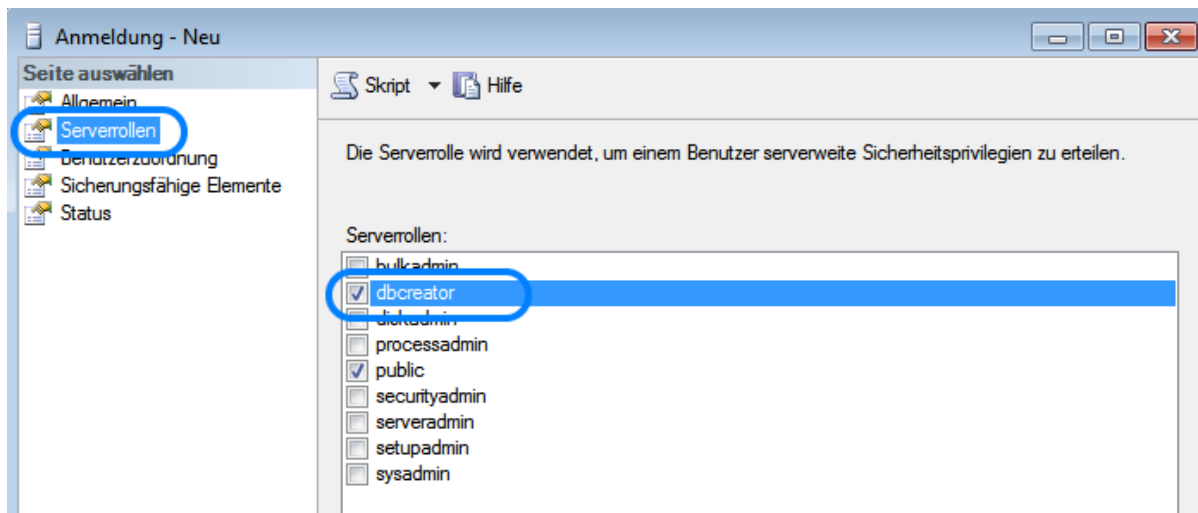 Anmeldung - Neu
Seite auswählen
Allgemein
Serverrollen
Benutzerzuordnung
Sicherungsfähige Elemente
Status
Skript
Hilfe
Die Serverrolle wird verwendet, um einem Benutzer serverweite Sicherheitsprivilegien zu erteilen.
Serverrollen:
bulkadmin
dbcreator
diskadmin
processadmin
public
securityadmin
serveradmin
setupadmin
sysadmin